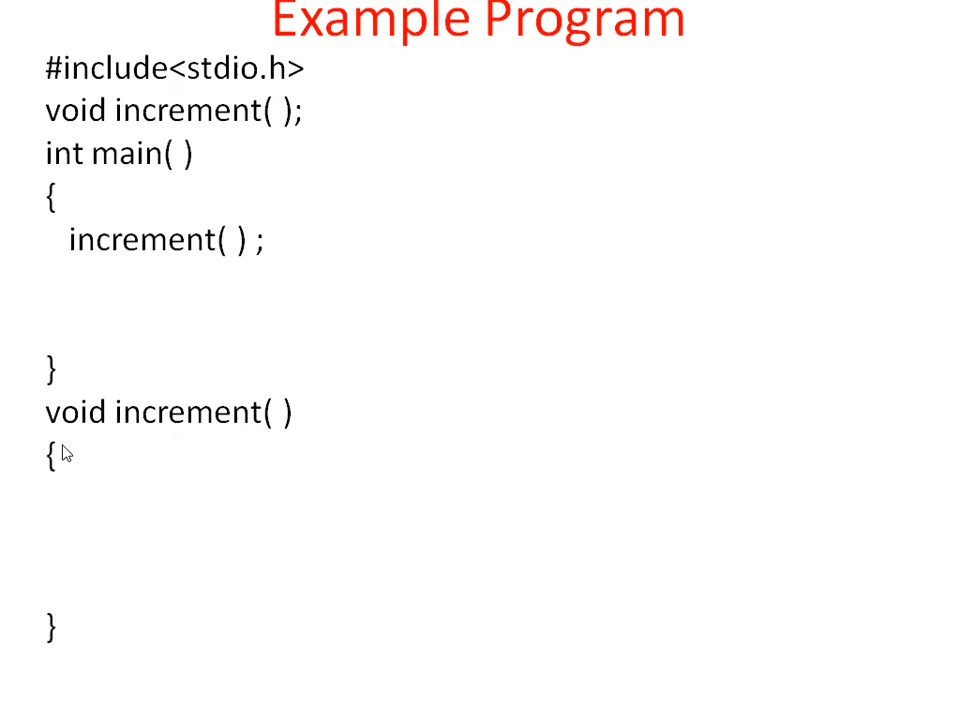 Example Program
#include<stdio.h>
void increment( );
int main( )
{
increment( ) ;
}
void increment( )
{
}